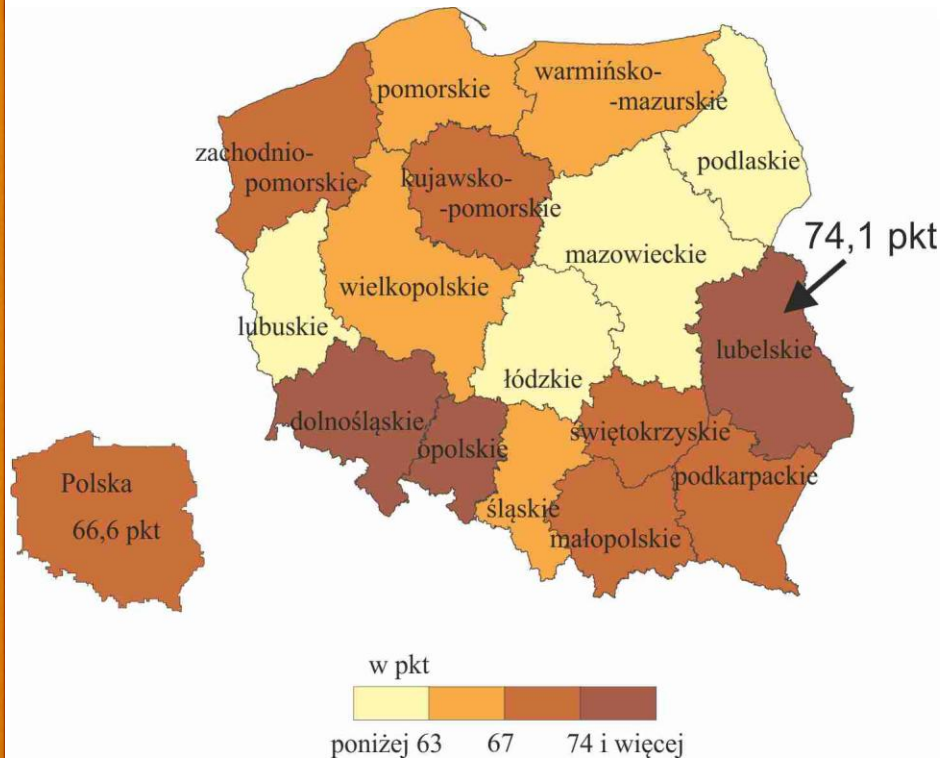 pomorskie
warmińsko-
-mazurskie
podlaskie
zachodnio-
pomorskie
kujawsko-
-pomorskie
mazowieckie
74,1 pkt
wielkopolskie
lubuskie
łódzkie
lubelskie
dolnośląskie
opolskie
śląskie
świętokrzyskie
podkarpackie
małopolskie
Polska
66,6 pkt
w pkt
poniżej 63 67 74 i więcej